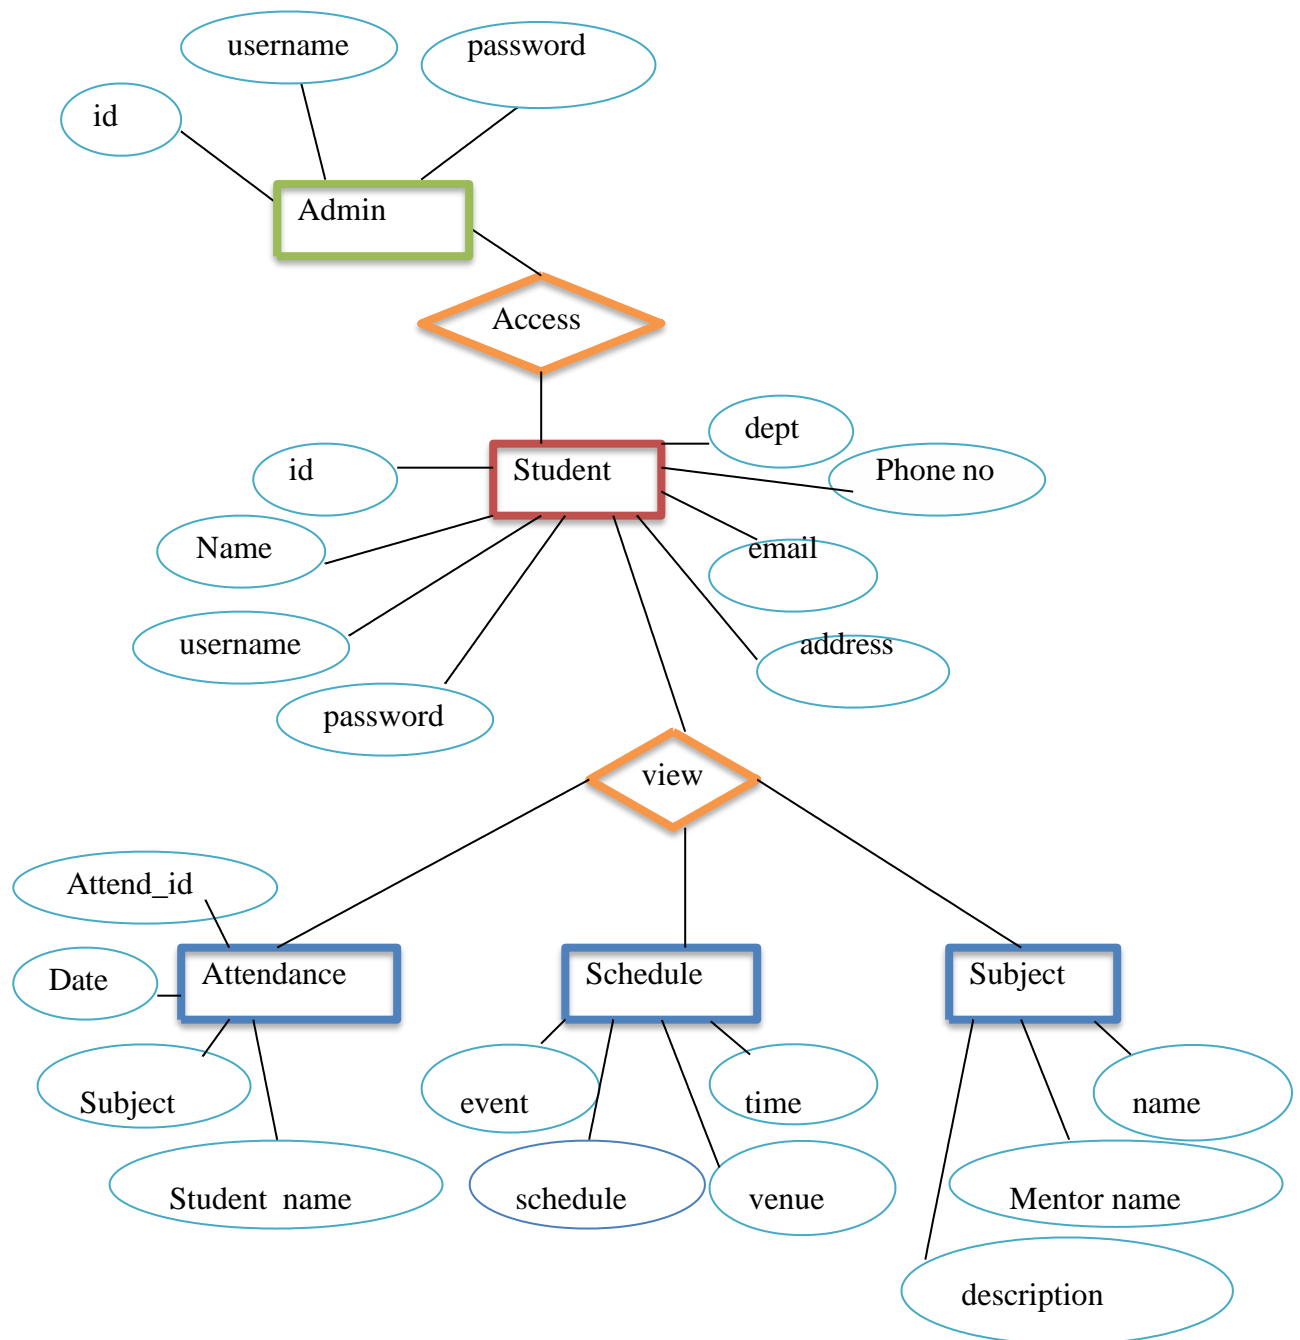 username
password
id
Admin
Access
dept
id
Student
Phone no
Name
email
username
address
password
view
Attend_id
Date
Attendance
Schedule
Subject
Subject
event
time
name
Student name
schedule
venue
Mentor name
description